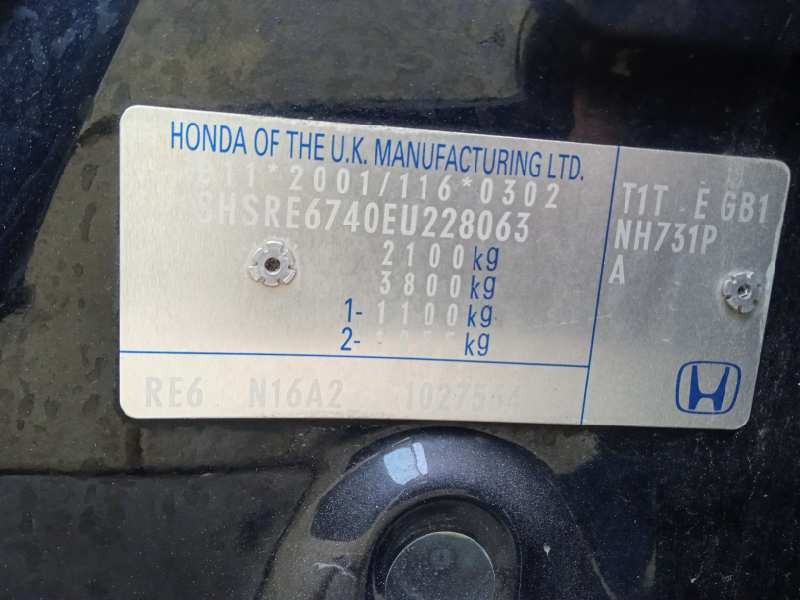 HONDA OF THE U.K. MANUFACTURING LTD.
11*2001/116*0302
SHSRE6740EU228063
2100kg
3800kg
1- 1100kg
2- kg
T1T E GB1
NH731P
A
RE6 N16A2